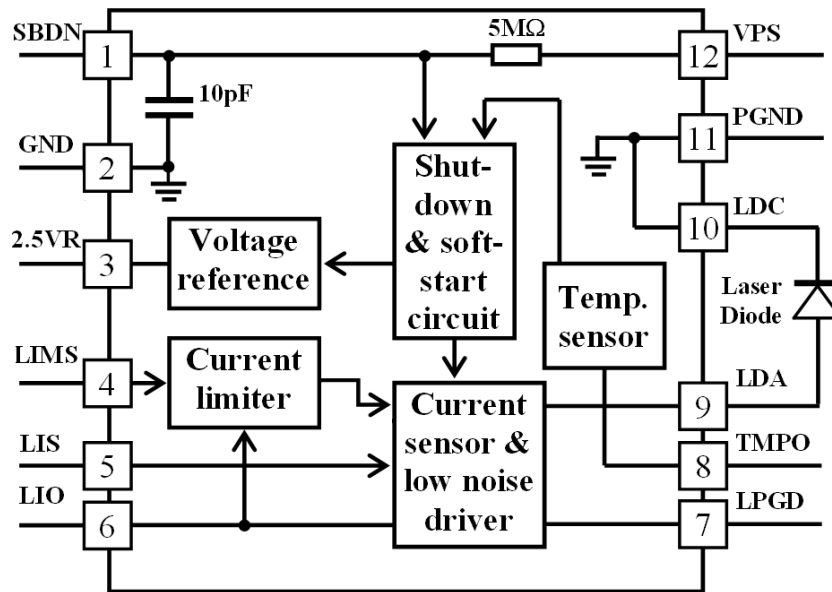 SBDN
1
5MΩ
VPS
12
10pF
PGND
11
GND
2
Shut-
down
& soft-
start
circuit
LDC
10
2.5VR
3
Voltage
reference
Temp.
sensor
Laser
Diode
LIMS
4
Current
limiter
Current
sensor &
low noise
driver
LDA
9
LIS
5
TMPO
8
LIO
6
LPGD
7